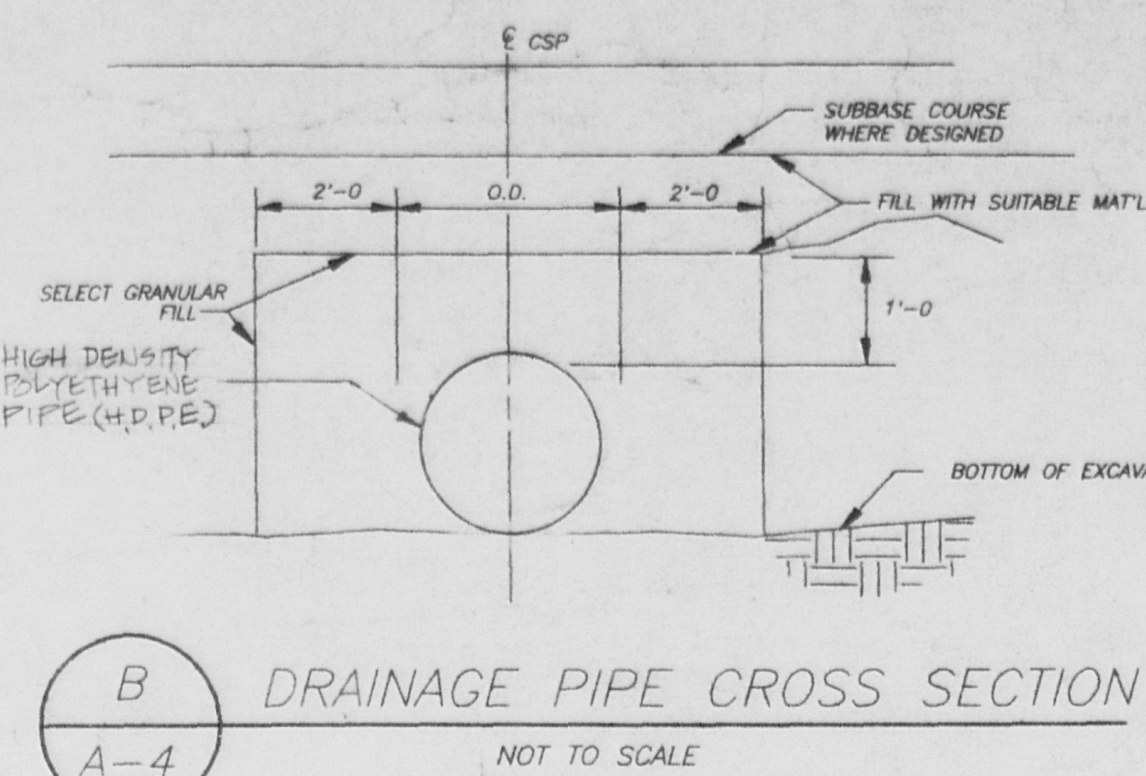 ℄ CSP
SUBBASE COURSE
WHERE DESIGNED
2'-0
O.D.
2'-0
FILL WITH SUITABLE MAT'L
SELECT GRANULAR
FILL
1'-0
HIGH DENSITY
POLYETHYENE
PIPE (H.D.P.E.)
BOTTOM OF EXCAVA
B
A-4
DRAINAGE PIPE CROSS SECTION
NOT TO SCALE